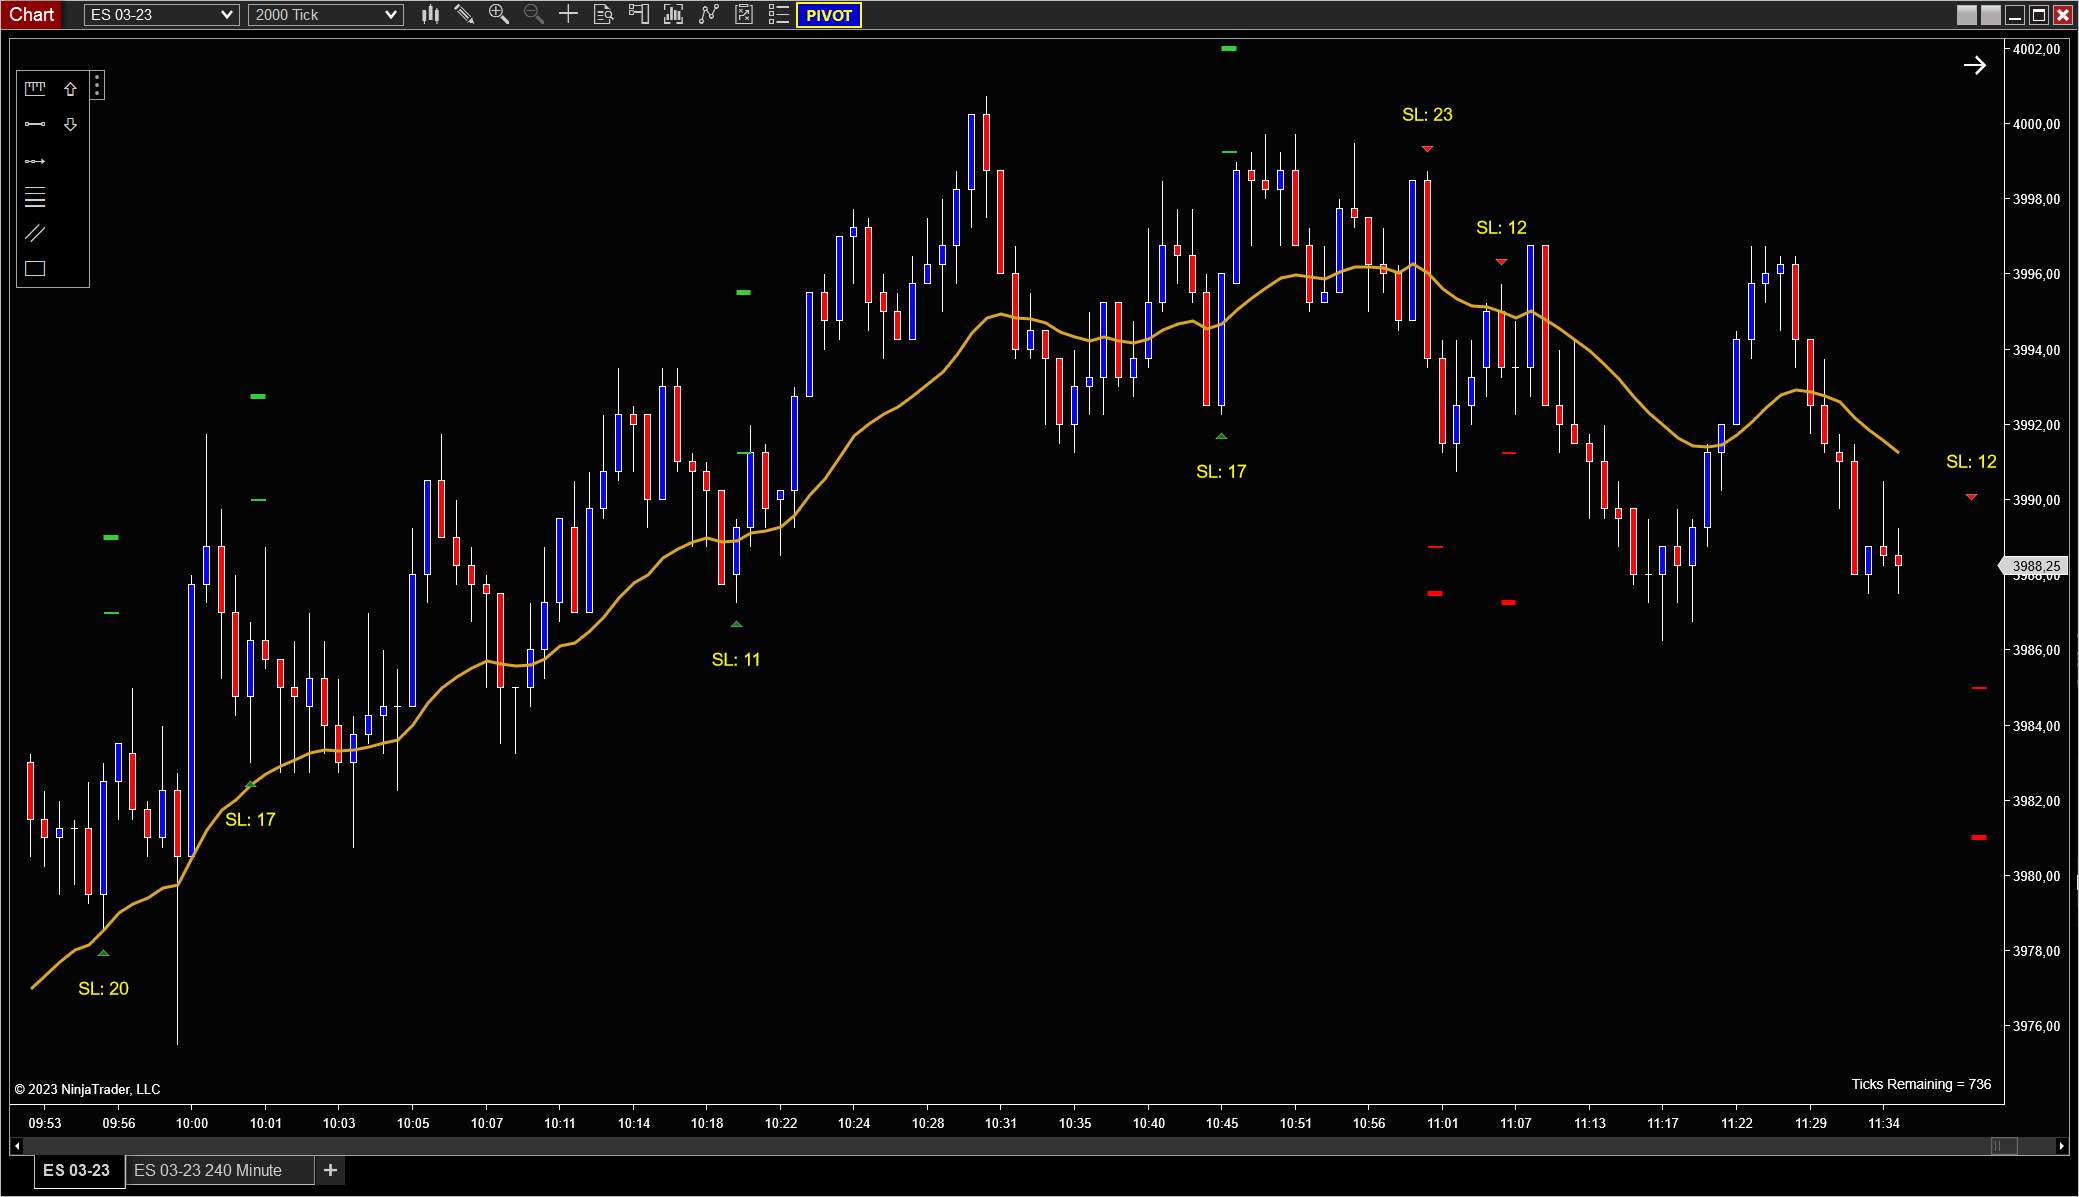 Chart ES 03-23 2000 Tick PIVOT
4002,00
SL: 23
4000,00
3998,00
SL: 12
3996,00
3994,00
3992,00
SL: 17
SL: 12
3990,00
3988,25
3988,00
SL: 11
3986,00
3984,00
SL: 17
3982,00
3980,00
3978,00
SL: 20
3976,00
© 2023 NinjaTrader, LLC
Ticks Remaining = 736
09:53 09:56 10:00 10:01 10:03 10:05 10:07 10:11 10:14 10:18 10:22 10:24 10:28 10:31 10:35 10:40 10:45 10:51 10:56 11:01 11:07 11:13 11:17 11:22 11:29 11:34
ES 03-23 ES 03-23 240 Minute +